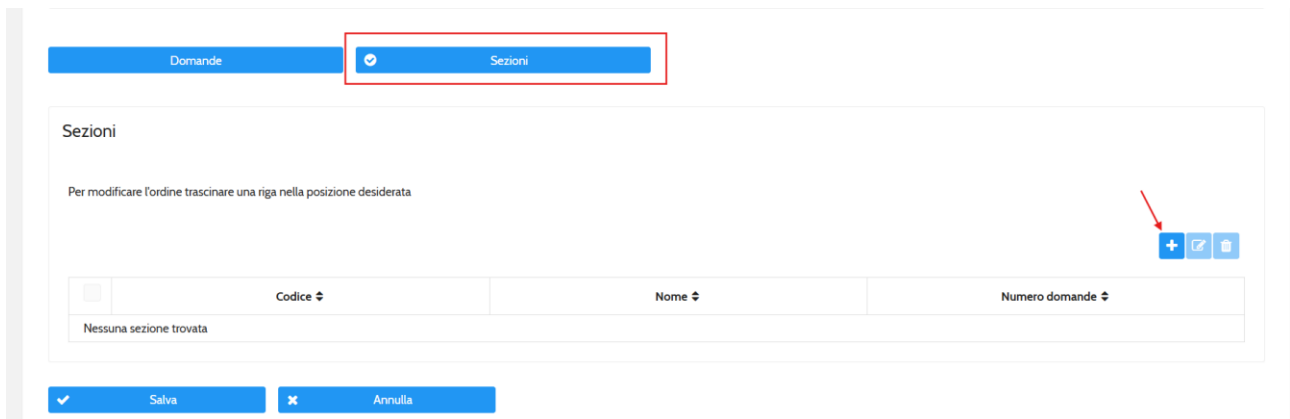 Domande
Sezioni
Sezioni
Per modificare l'ordine trascinare una riga nella posizione desiderata
Codice
Nome
Numero domande
Nessuna sezione trovata
Salva
Annulla